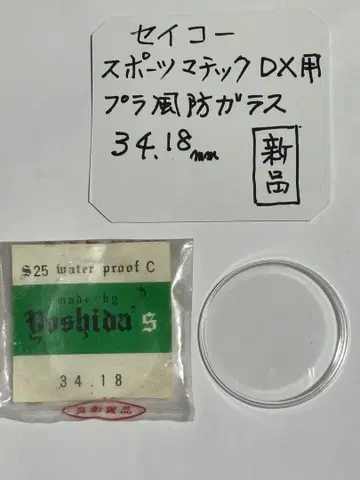 セイコー
スポーツマチックDX用
プラ風防ガラス
34.18mm
新品
S25 water proof C
made by
Yoshida's
34.18